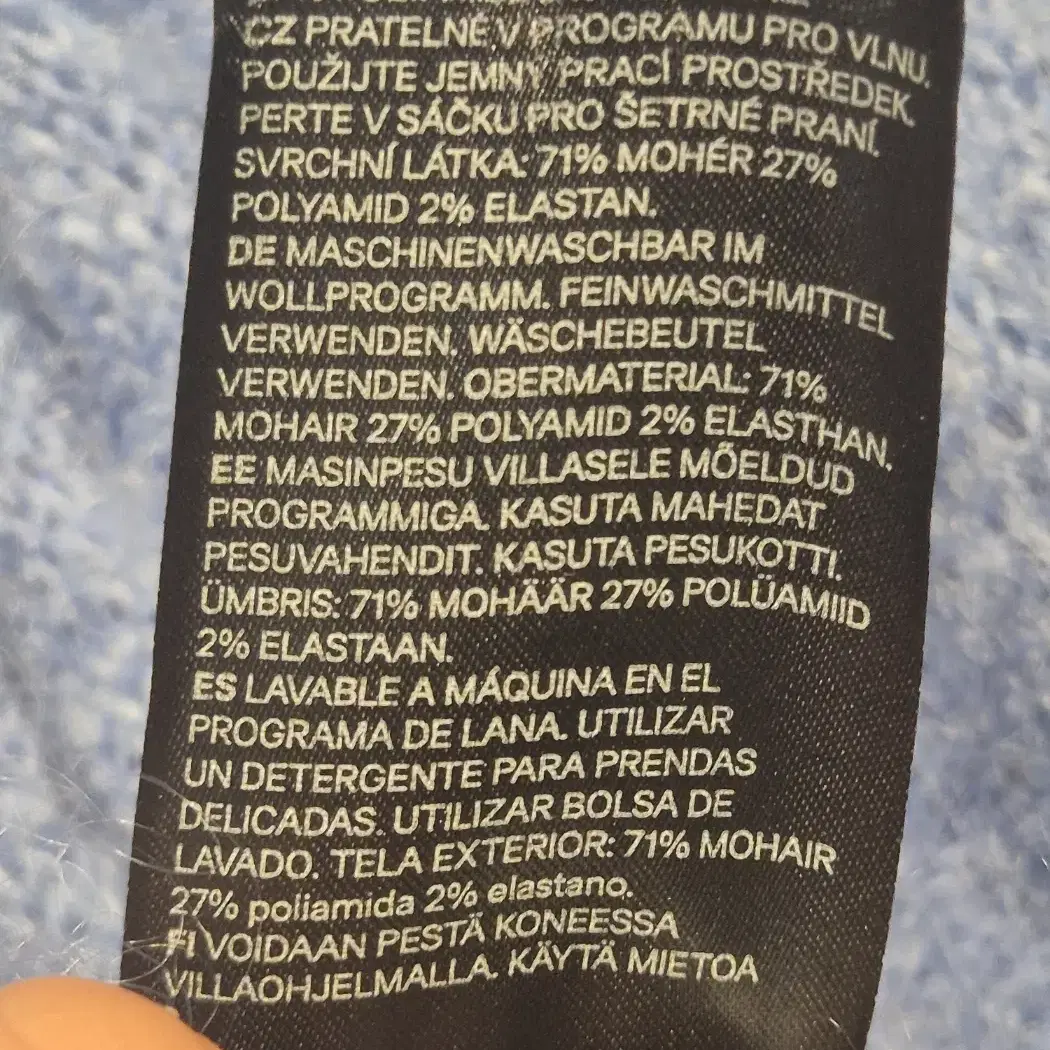 CZ PRATELNÉ V PROGRAMU PRO VLNU.
POUŽIJTE JEMNÝ PRACÍ PROSTŘEDEK.
PERTE V SÁČKU PRO ŠETRNÉ PRANÍ.
SVRCHNÍ LÁTKA: 71% MOHÉR 27%
POLYAMID 2% ELASTAN.
DE MASCHINENWASCHBAR IM
WOLLPROGRAMM. FEINWASCHMITTEL
VERWENDEN. WÄSCHEBEUTEL
VERWENDEN. OBERMATERIAL: 71%
MOHAIR 27% POLYAMID 2% ELASTHAN.
EE MASINPESU VILLASELE MÕELDUD
PROGRAMMIGA. KASUTA MAHEDAT
PESUVAHENDIT. KASUTA PESUKOTTI.
ÜMBRIS: 71% MOHÄÄR 27% POLÜAMIID
2% ELASTAAN.
ES LAVABLE A MÁQUINA EN EL
PROGRAMA DE LANA. UTILIZAR
UN DETERGENTE PARA PRENDAS
DELICADAS. UTILIZAR BOLSA DE
LAVADO. TELA EXTERIOR: 71% MOHAIR
27% poliamida 2% elastano.
FI VOIDAAN PESTÄ KONEESSA
VILLAOHJELMALLA. KÄYTÄ MIETOA